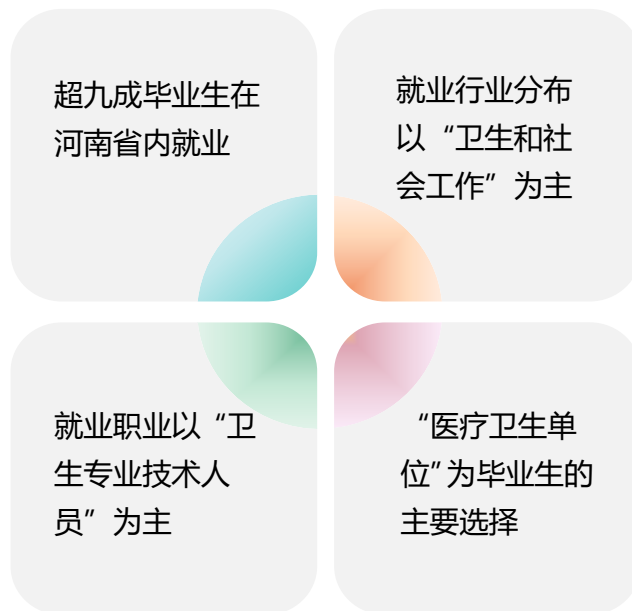 超九成毕业生在
河南省内就业
就业行业分布
以“卫生和社
会工作”为主
就业职业以“卫
生专业技术人
员”为主
“医疗卫生单
位”为毕业生的
主要选择